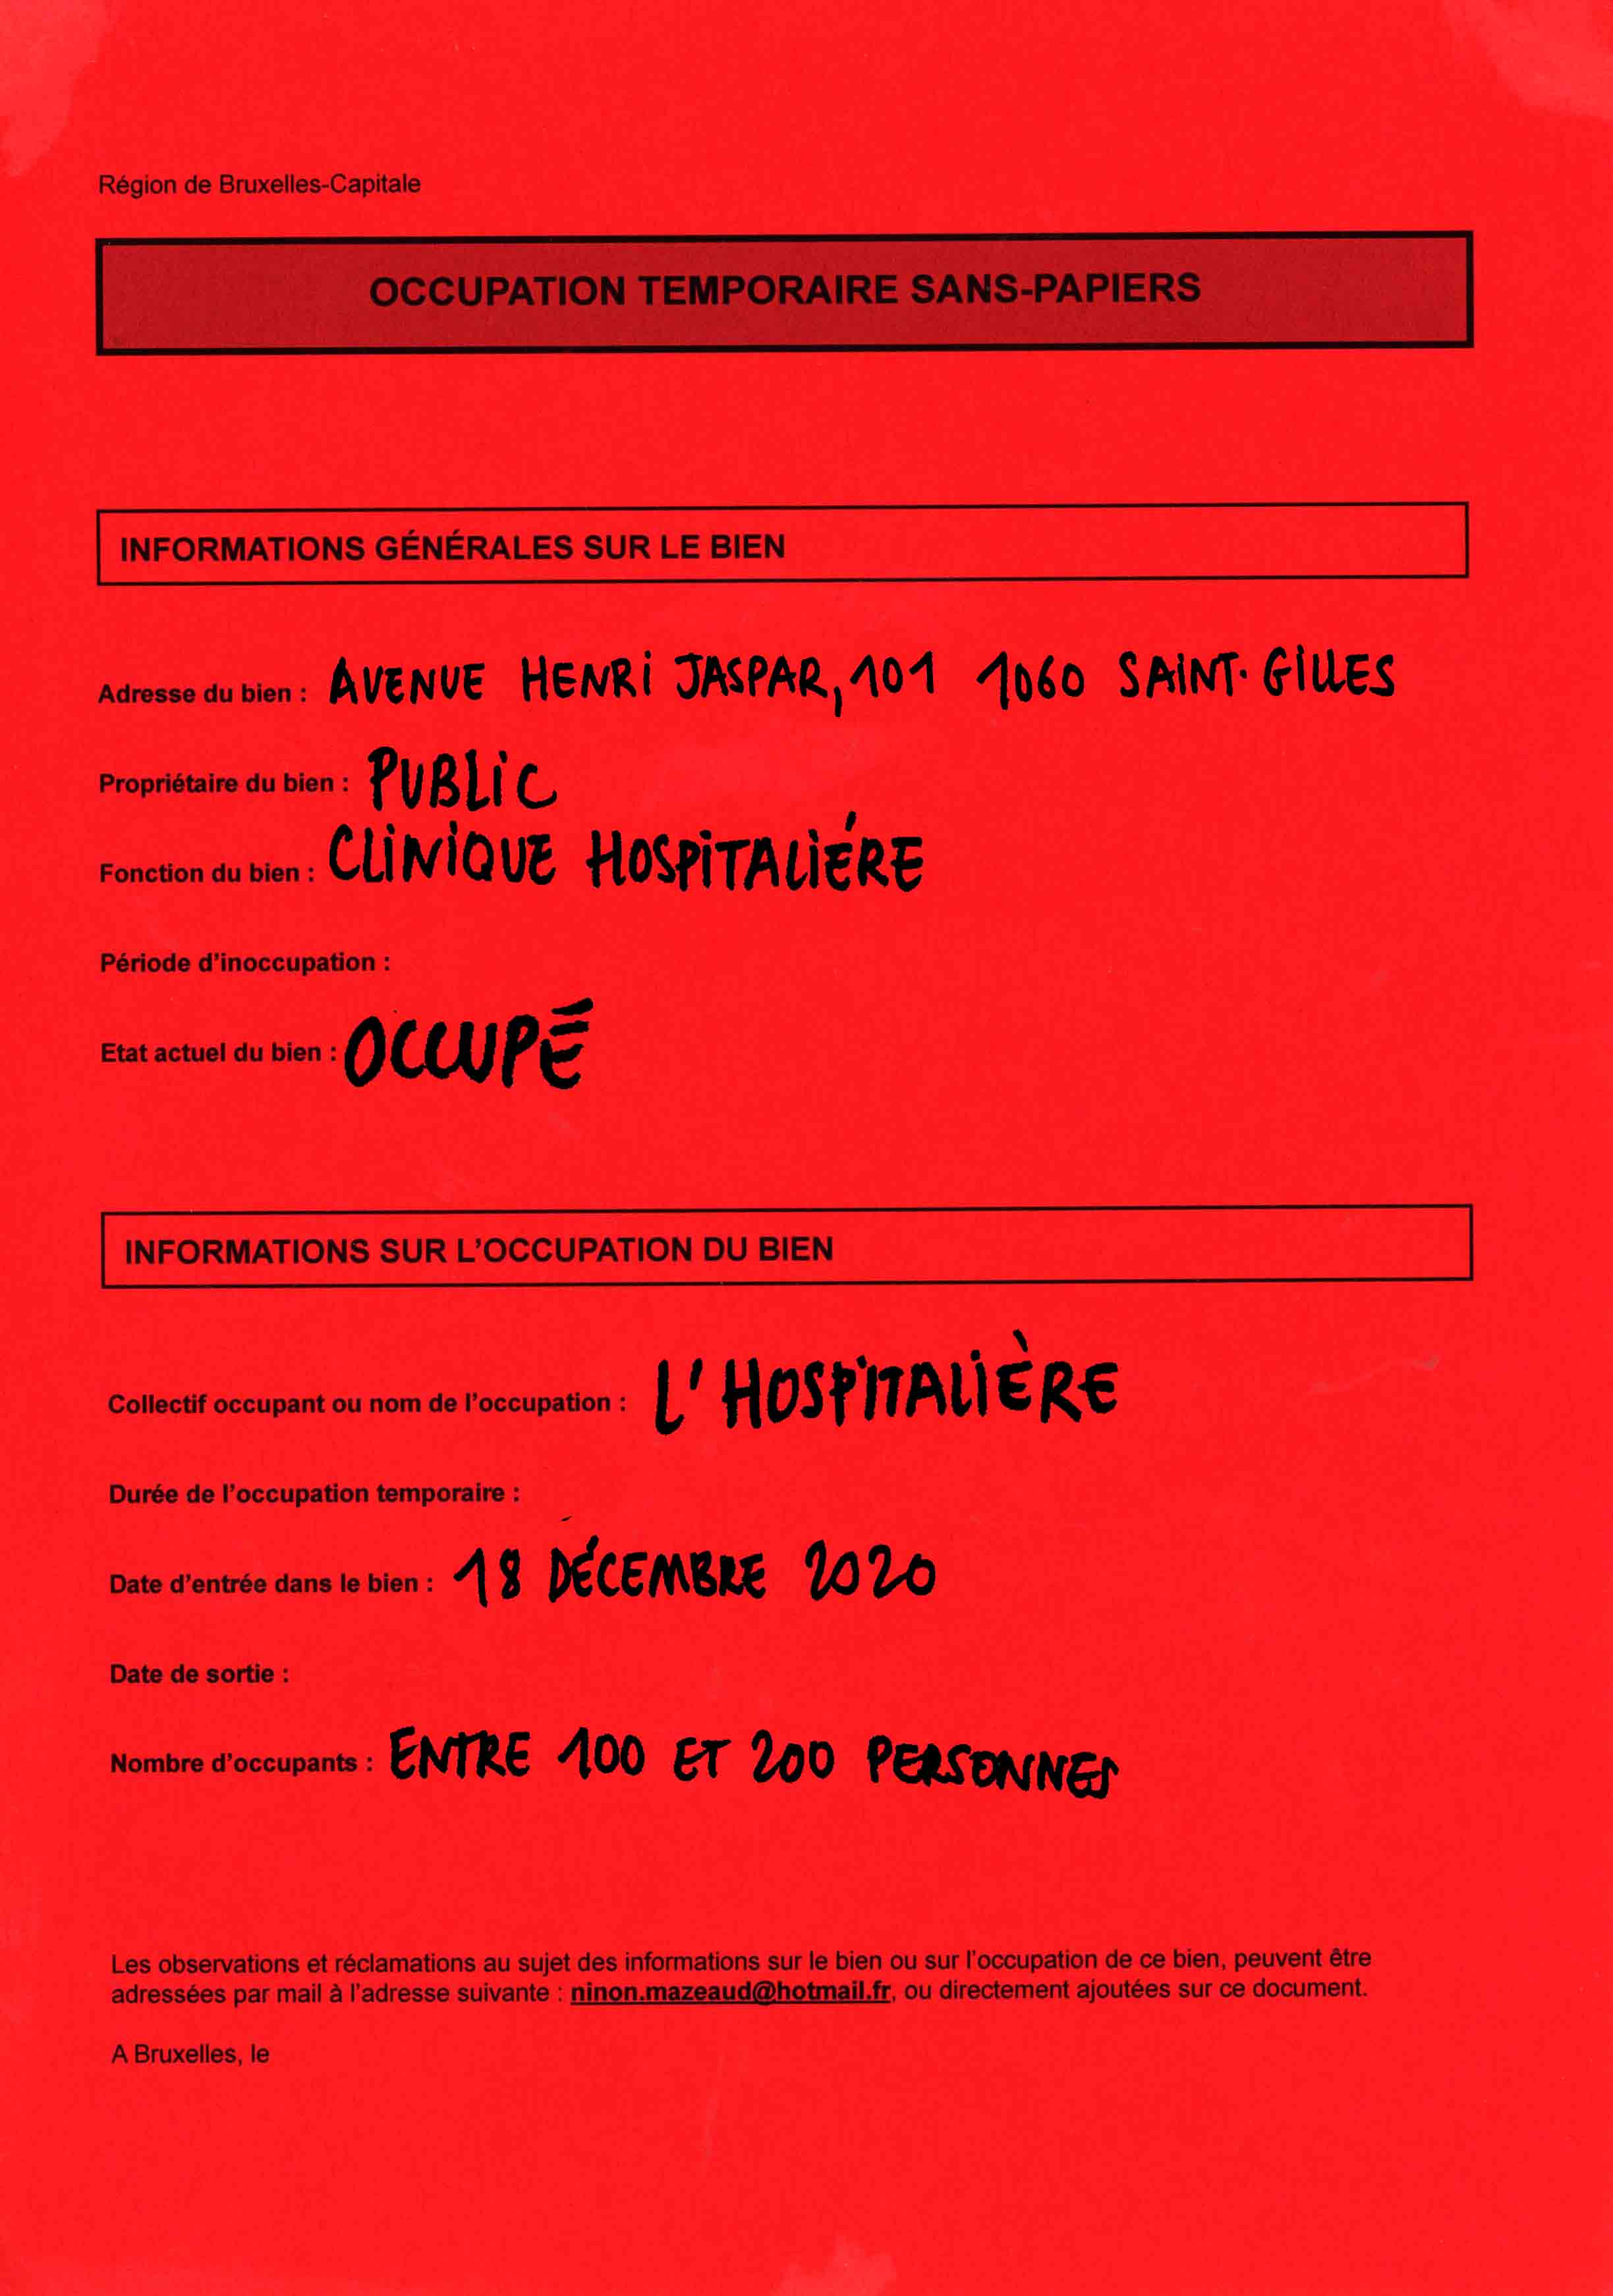 Région de Bruxelles-Capitale
OCCUPATION TEMPORAIRE SANS-PAPIERS
INFORMATIONS GÉNÉRALES SUR LE BIEN
Adresse du bien : AVENUE HENRI JASPAR, 101 1060 SAINT-GILLES
Propriétaire du bien : PUBLIC
Fonction du bien : CLINIQUE HOSPITALIÉRE
Période d'inoccupation :
Etat actuel du bien : OCCUPÉ
INFORMATIONS SUR L'OCCUPATION DU BIEN
Collectif occupant ou nom de l'occupation : L'HOSPITALIÈRE
Durée de l'occupation temporaire :
Date d'entrée dans le bien : 18 DÉCEMBRE 2020
Date de sortie :
Nombre d'occupants : ENTRE 100 ET 200 PERSONNES
Les observations et réclamations au sujet des informations sur le bien ou sur l'occupation de ce bien, peuvent être
adressées par mail à l'adresse suivante : ninon.mazeaud@hotmail.fr, ou directement ajoutées sur ce document.
A Bruxelles, le